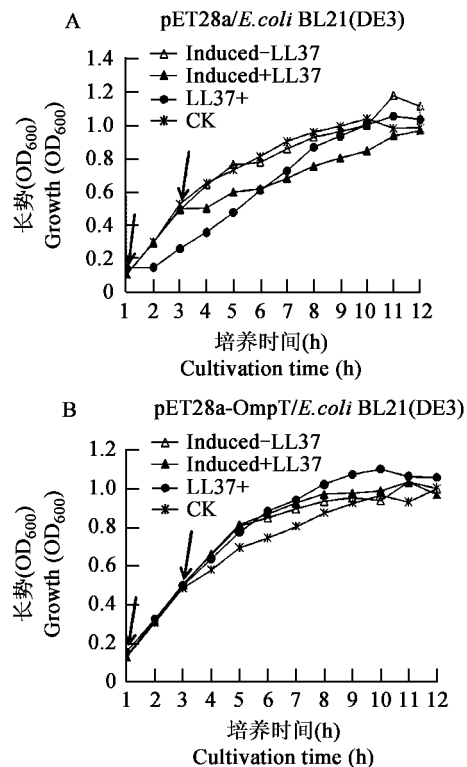 A
pET28a/E.coli BL21(DE3)
Induced−LL37
Induced+LL37
LL37+
CK
1.4
1.2
1.0
0.8
0.6
0.4
0.2
0
长势(OD600)
Growth (OD600)
1 2 3 4 5 6 7 8 9 10 11 12
培养时间(h)
Cultivation time (h)
B
pET28a-OmpT/E.coli BL21(DE3)
Induced−LL37
Induced+LL37
LL37+
CK
1.2
1.0
0.8
0.6
0.4
0.2
0
长势(OD600)
Growth (OD600)
1 2 3 4 5 6 7 8 9 10 11 12
培养时间(h)
Cultivation time (h)